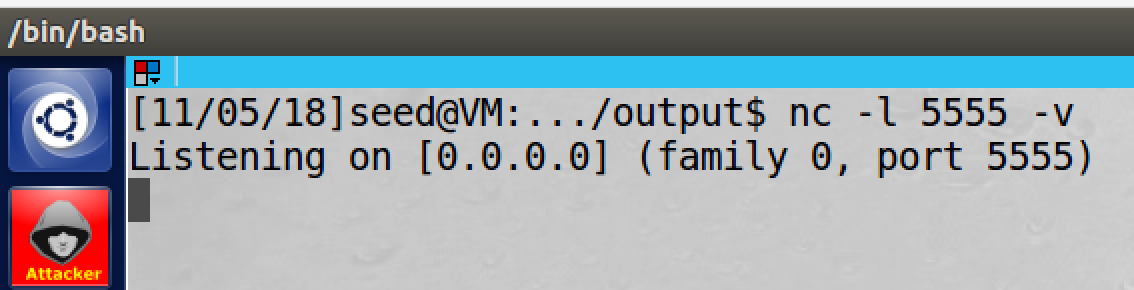 /bin/bash
[11/05/18]seed@VM:.../output$ nc -l 5555 -v
Listening on [0.0.0.0] (family 0, port 5555)
Attacker